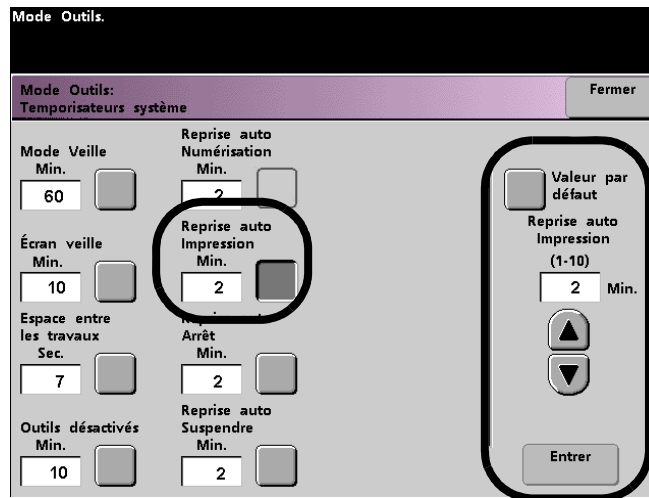 Mode Outils.
Mode Outils:
Temporisateurs système
Fermer
Mode Veille
Min.
60
Écran veille
Min.
10
Espace entre
les travaux
Sec.
7
Outils désactivés
Min.
10
Reprise auto
Numérisation
Min.
2
Reprise auto
Impression
Min.
2
Arrêt
Min.
2
Reprise auto
Suspendre
Min.
2
Valeur par
défaut
Reprise auto
Impression
(1-10)
2 Min.
Entrer